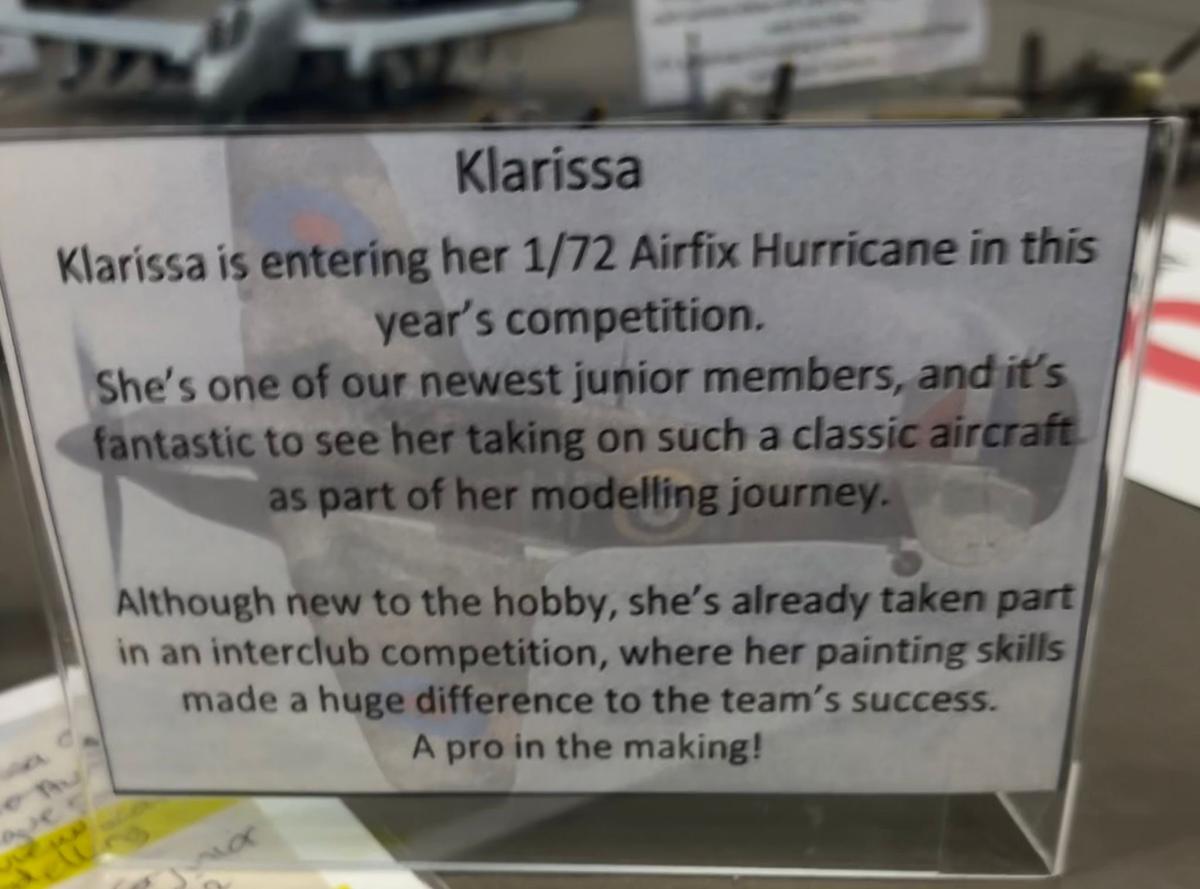 Klarissa
Klarissa is entering her 1/72 Airfix Hurricane in this
year's competition.
She's one of our newest junior members, and it's
fantastic to see her taking on such a classic aircraft
as part of her modelling journey.
Although new to the hobby, she's already taken part
in an interclub competition, where her painting skills
made a huge difference to the team's success.
A pro in the making!